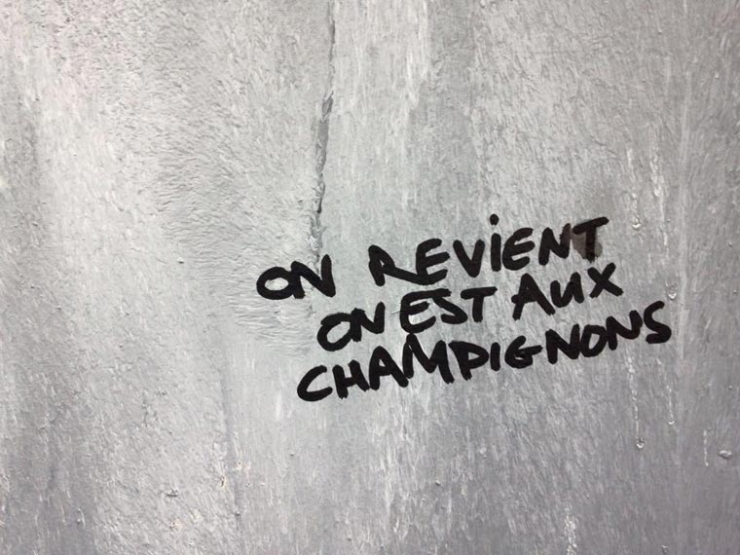 ON REViENT
ON EST AUX
CHAMPIGNONS